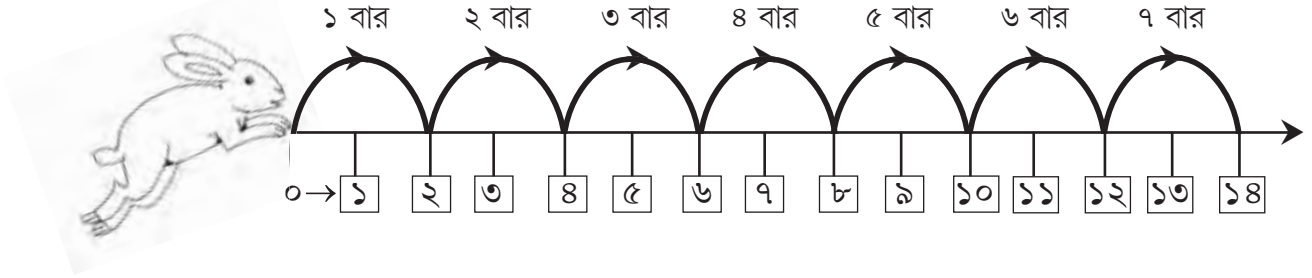 ১ বার ২ বার ৩ বার ৪ বার ৫ বার ৬ বার ৭ বার
০→ ১ ২ ৩ ৪ ৫ ৬ ৭ ৮ ৯ ১০ ১১ ১২ ১৩ ১৪